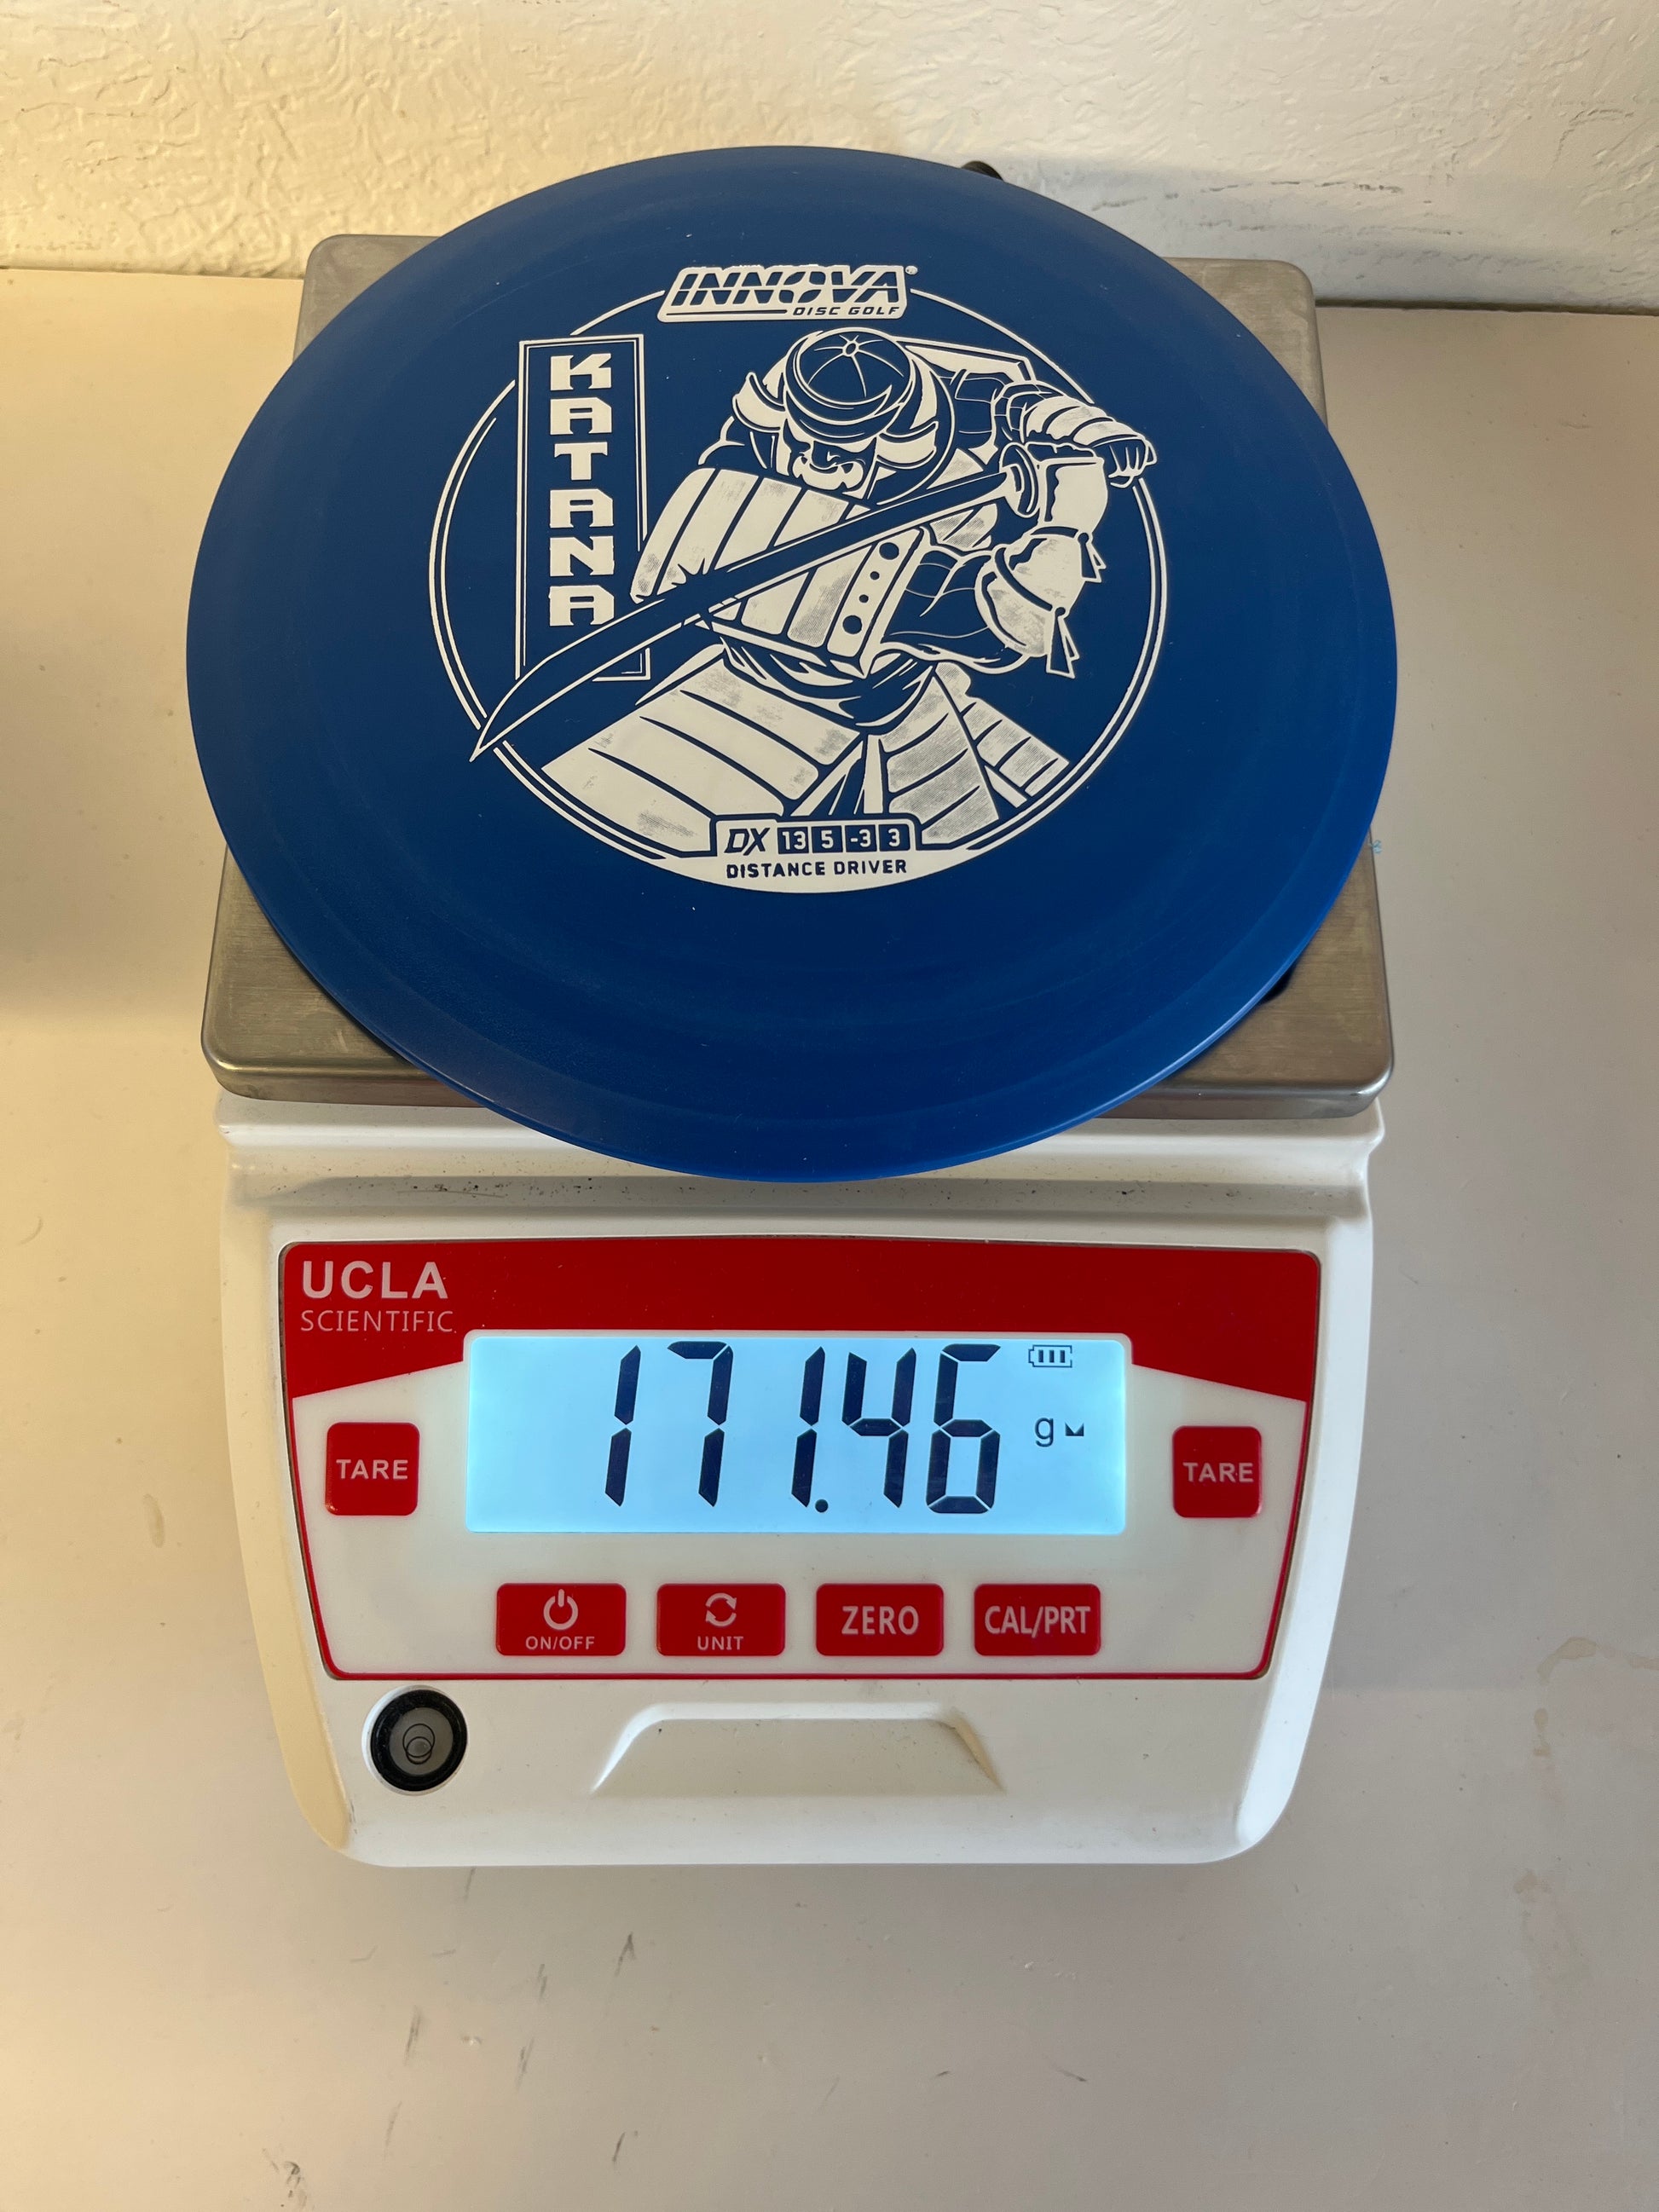 INNOVA®
DISC GOLF
KATANA
DX 13 5 -3 3
DISTANCE DRIVER
UCLA
SCIENTIFIC
171.46 g
TARE
TARE
ON/OFF
UNIT
ZERO
CAL/PRT